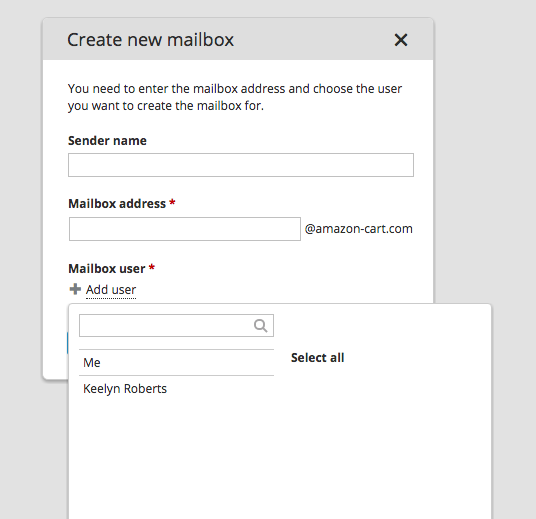 Create new mailbox
You need to enter the mailbox address and choose the user
you want to create the mailbox for.
Sender name
Mailbox address *
@amazon-cart.com
Mailbox user *
Add user
Me
Select all
Keelyn Roberts